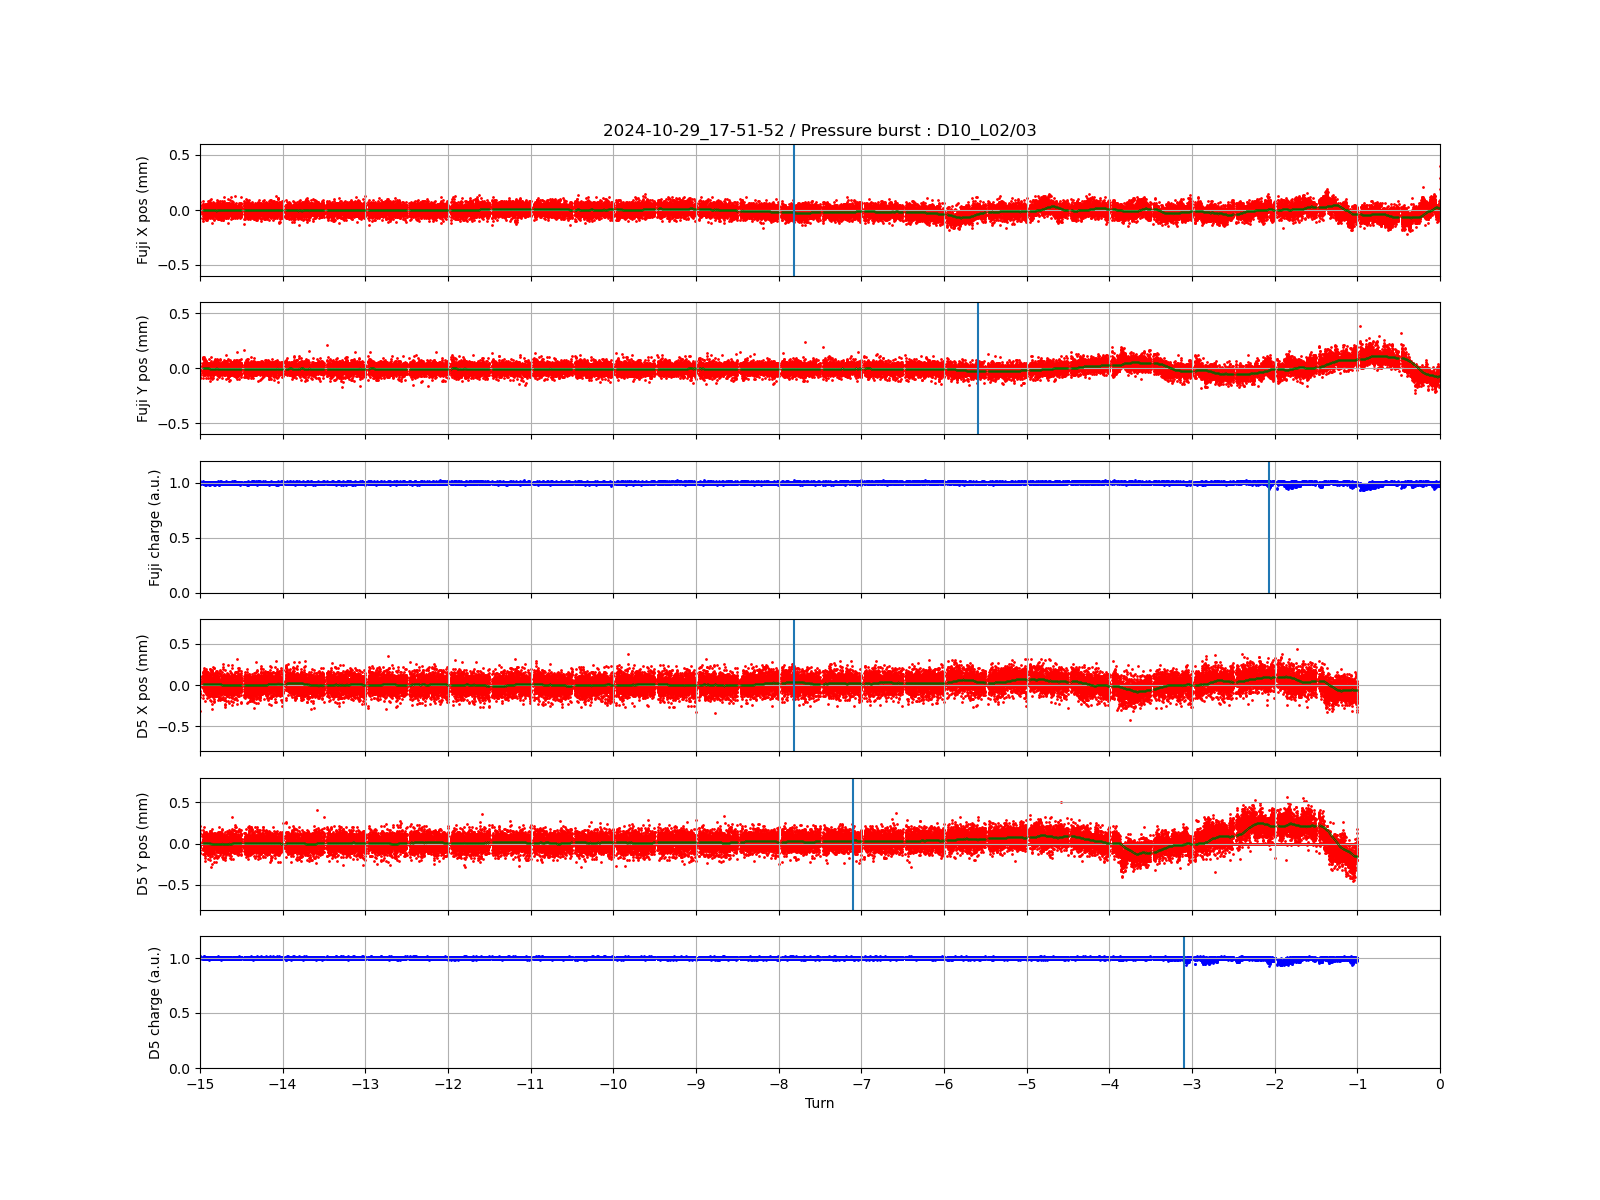 2024-10-29_17-51-52 / Pressure burst : D10_L02/03
Fuji X pos (mm)
0.5
0.0
−0.5
Fuji Y pos (mm)
0.5
0.0
−0.5
Fuji charge (a.u.)
1.0
0.5
0.0
D5 X pos (mm)
0.5
0.0
−0.5
D5 Y pos (mm)
0.5
0.0
−0.5
D5 charge (a.u.)
1.0
0.5
0.0
−15 −14 −13 −12 −11 −10 −9 −8 −7 −6 −5 −4 −3 −2 −1 0
Turn